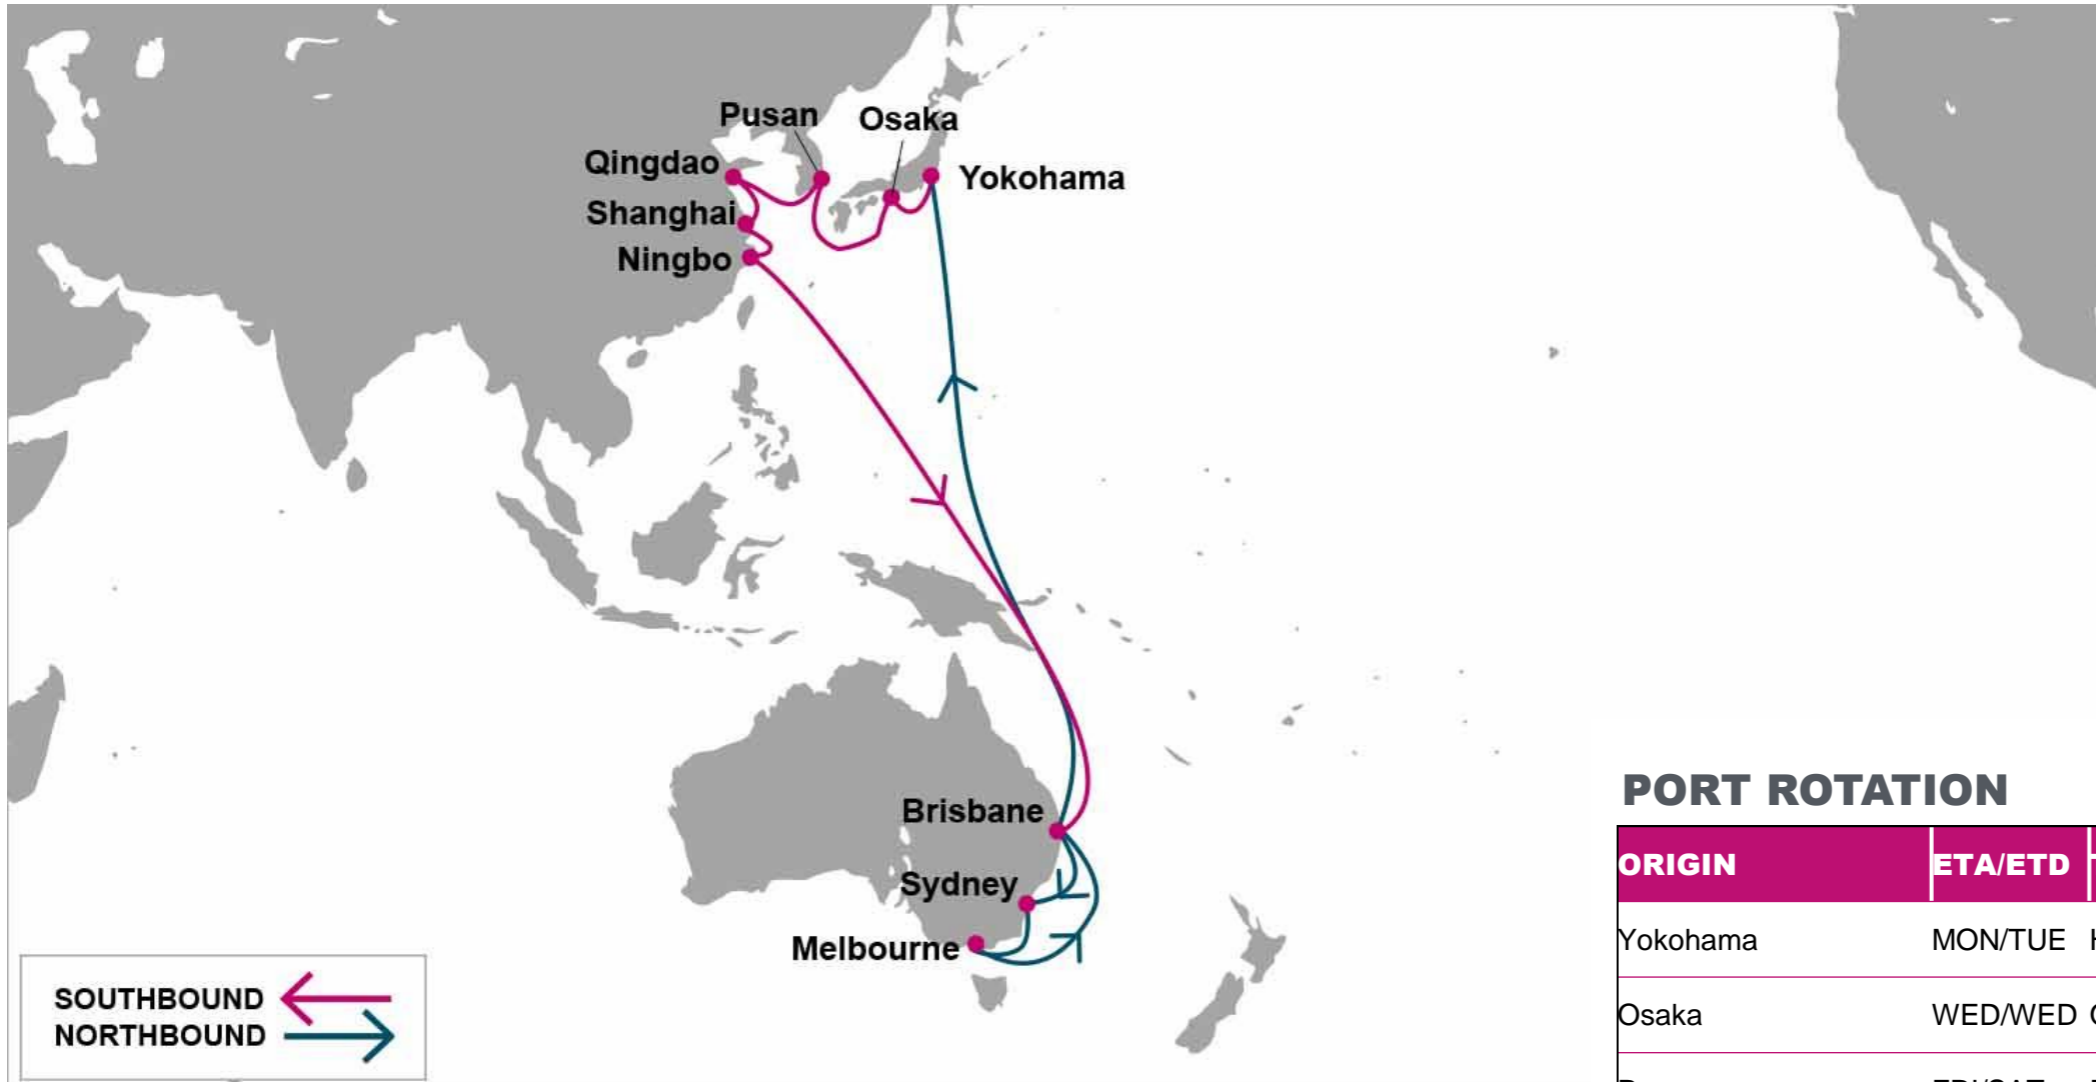 Pusan
Osaka
Qingdao
Yokohama
Shanghai
Ningbo
Brisbane
Sydney
Melbourne
SOUTHBOUND
NORTHBOUND
PORT ROTATION
ORIGIN ETA/ETD
Yokohama MON/TUE
Osaka WED/WED